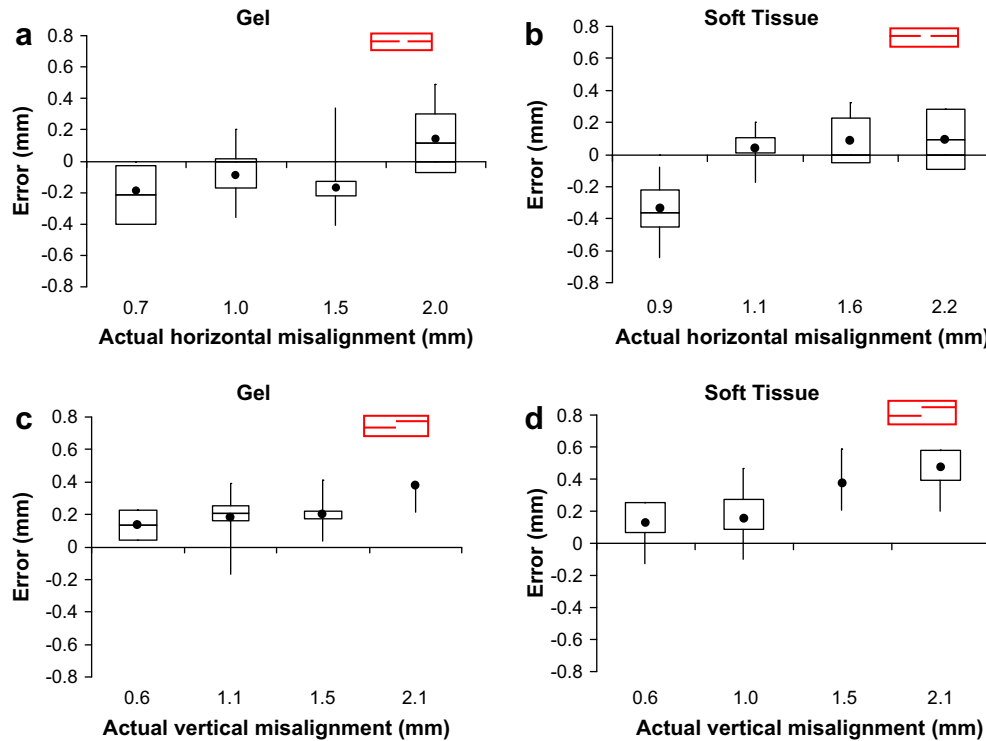 a
Gel
Error (mm)
0.8
0.6
0.4
0.2
0
-0.2
-0.4
-0.6
-0.8
0.7 1.0 1.5 2.0
Actual horizontal misalignment (mm)
b
Soft Tissue
Error (mm)
0.8
0.6
0.4
0.2
0
-0.2
-0.4
-0.6
-0.8
0.9 1.1 1.6 2.2
Actual horizontal misalignment (mm)
c
Gel
Error (mm)
0.8
0.6
0.4
0.2
0
-0.2
-0.4
-0.6
-0.8
0.6 1.1 1.5 2.1
Actual vertical misalignment (mm)
d
Soft Tissue
Error (mm)
0.8
0.6
0.4
0.2
0
-0.2
-0.4
-0.6
-0.8
0.6 1.0 1.5 2.1
Actual vertical misalignment (mm)